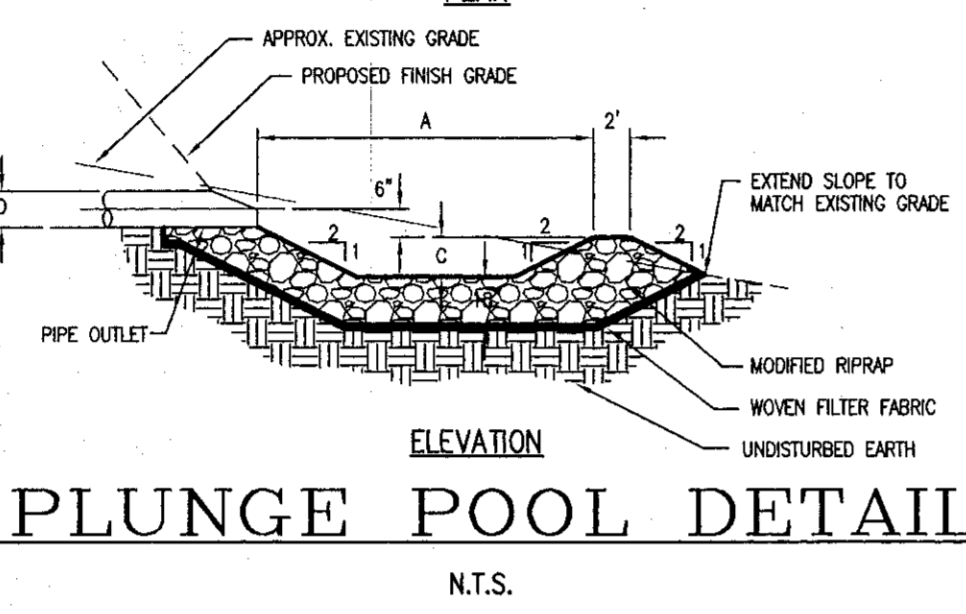 APPROX. EXISTING GRADE
PROPOSED FINISH GRADE
A
2'
6"
EXTEND SLOPE TO
MATCH EXISTING GRADE
2
1
C
2
1
2
1
PIPE OUTLET
MODIFIED RIPRAP
WOVEN FILTER FABRIC
UNDISTURBED EARTH
ELEVATION
PLUNGE POOL DETAIL
N.T.S.